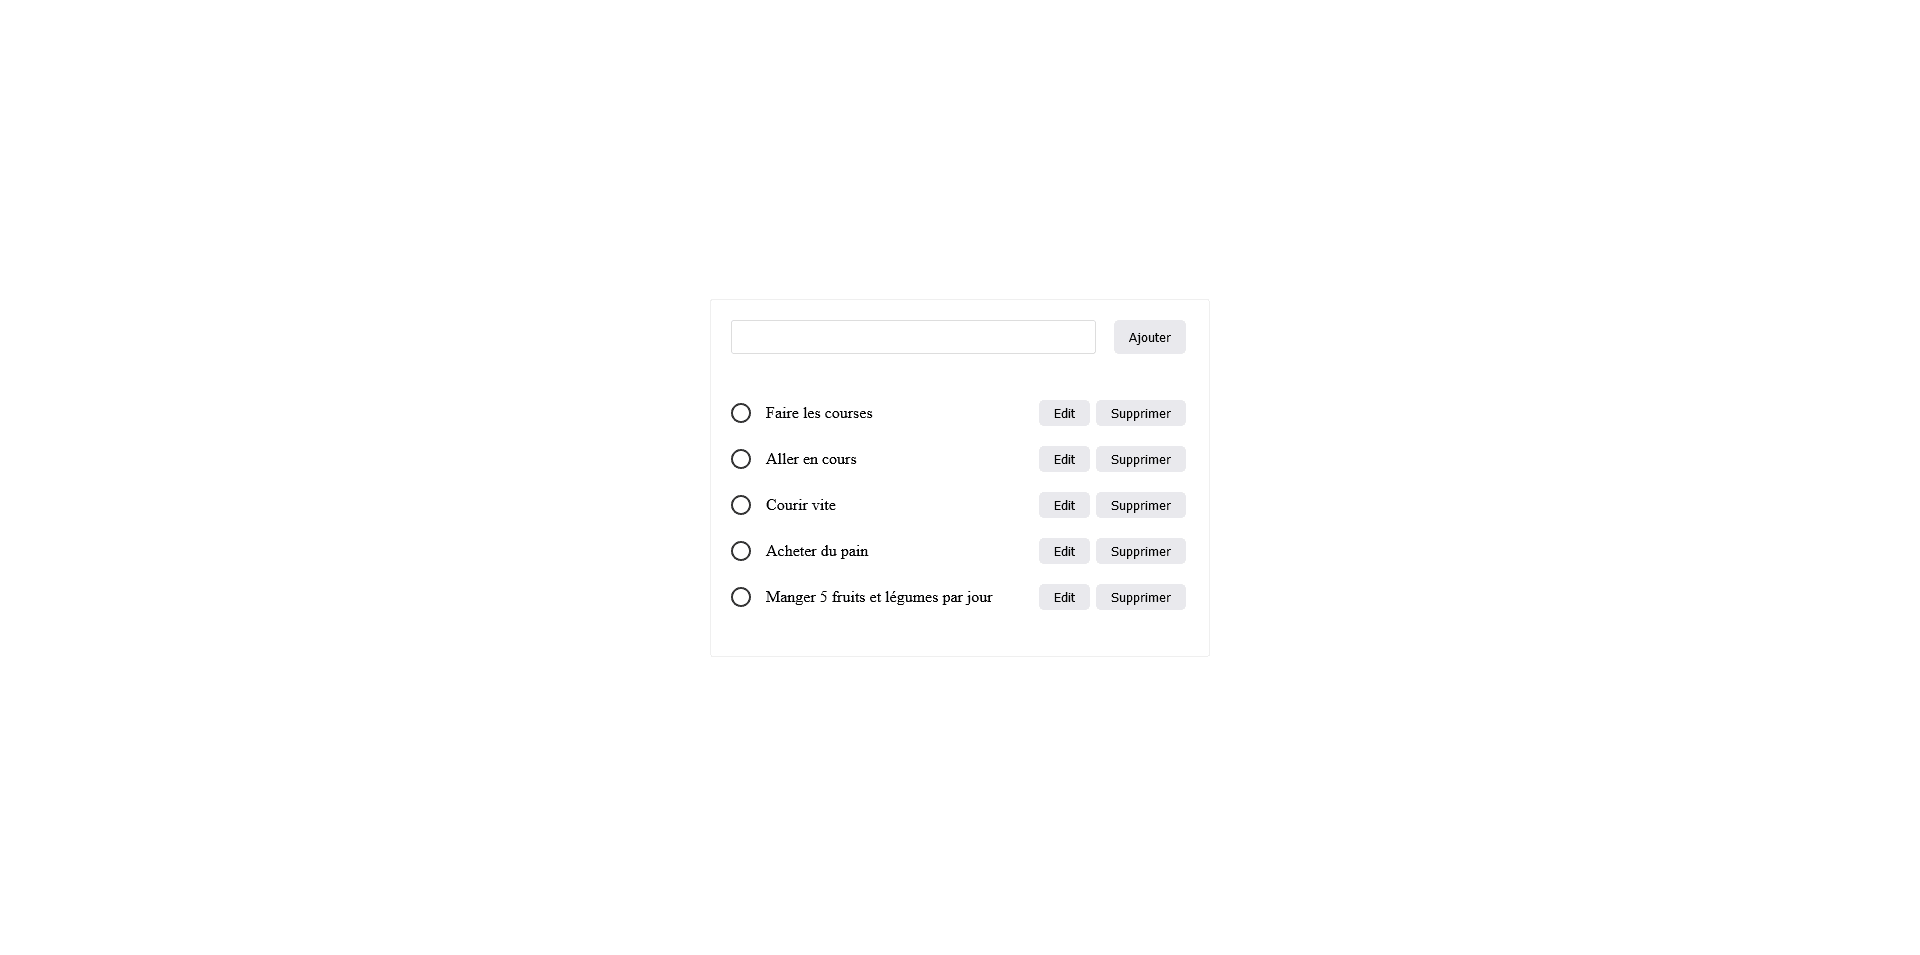 Ajouter
Faire les courses Edit Supprimer
Aller en cours Edit Supprimer
Courir vite Edit Supprimer
Acheter du pain Edit Supprimer
Manger 5 fruits et légumes par jour Edit Supprimer